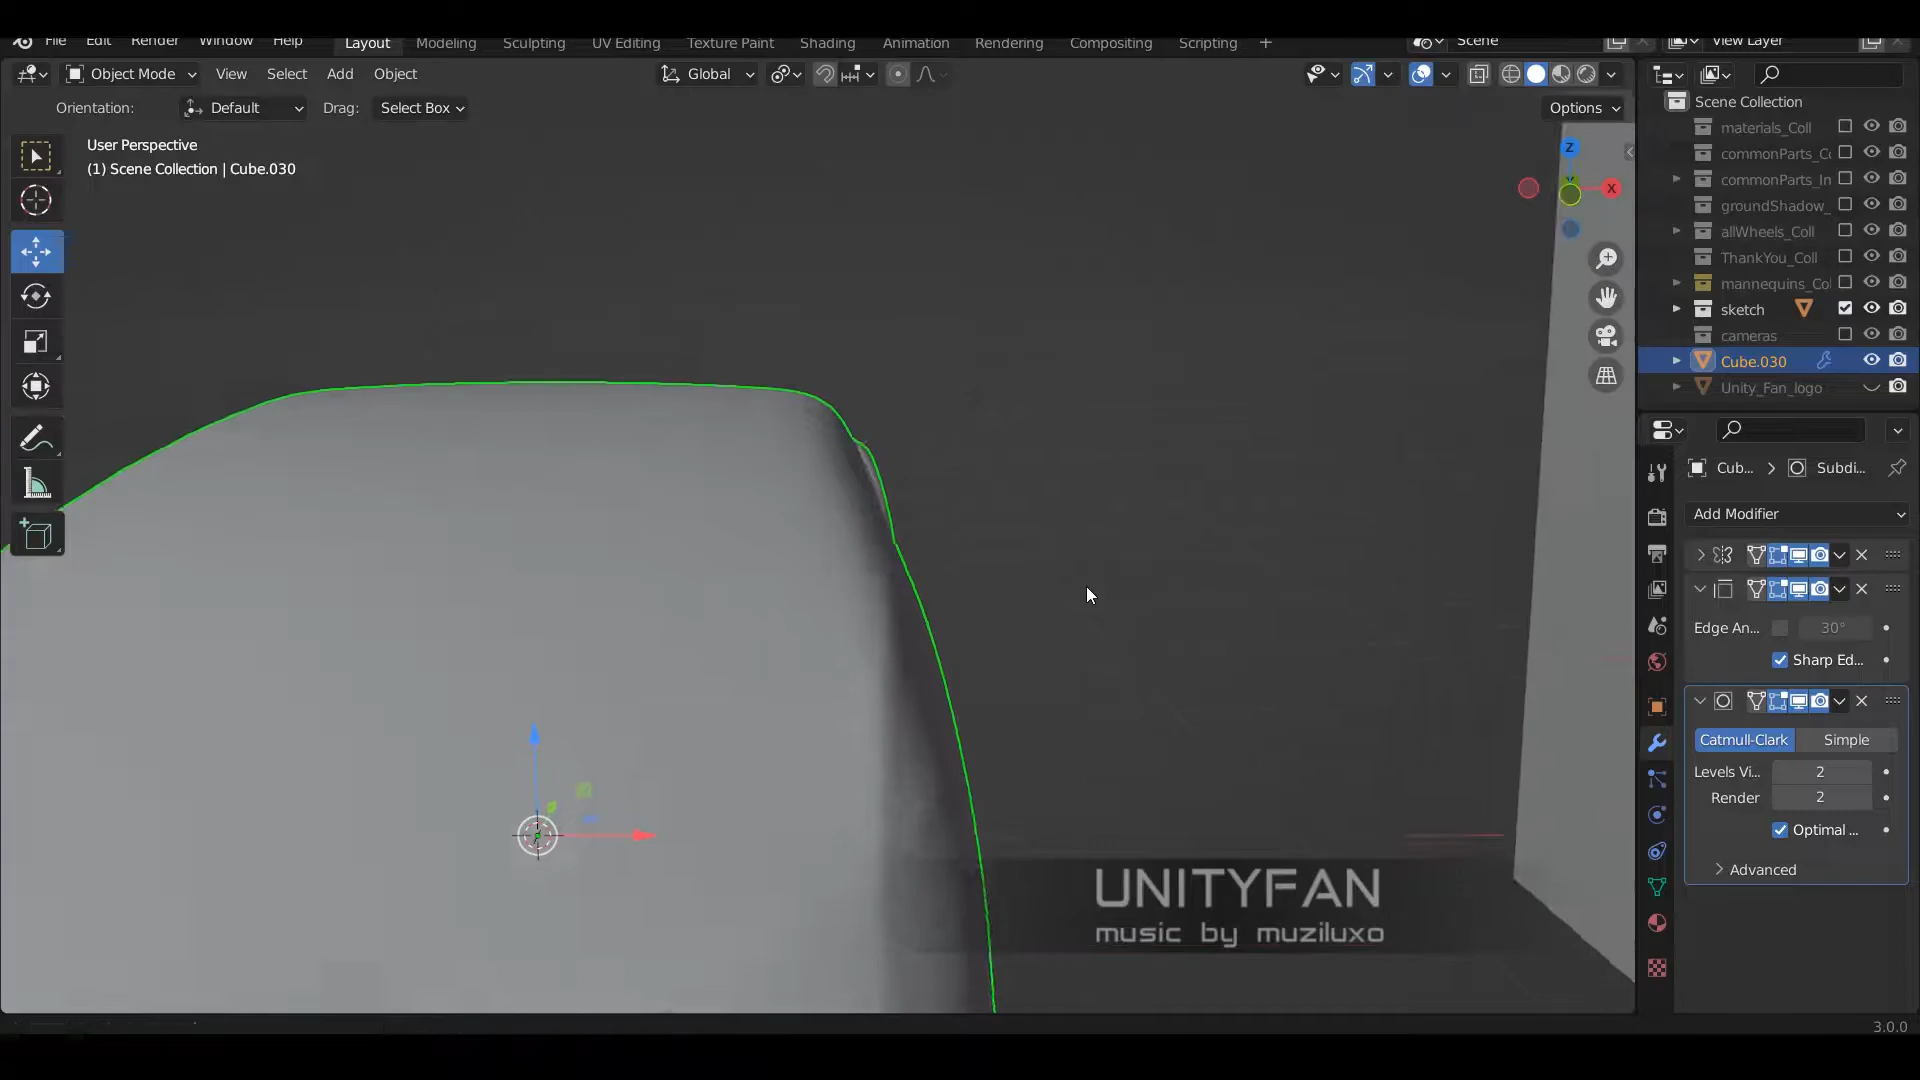 File Edit Render Window Help Layout Modeling Sculpting UV Editing Texture Paint Shading Animation Rendering Compositing Scripting + Scene View Layer
Object Mode View Select Add Object Global
Orientation: Default Drag: Select Box Options
User Perspective
(1) Scene Collection | Cube.030
Z
X
Scene Collection
materials_Coll
commonParts_Co
commonParts_In
groundShadow_
allWheels_Coll
ThankYou_Coll
mannequins_Col
sketch
cameras
Cube.030
Unity_Fan_logo
Cub... > Subdi...
Add Modifier
Edge An... 30°
Sharp Ed...
Catmull-Clark Simple
Levels Vi... 2
Render 2
Optimal ...
Advanced
UNITYFAN
music by muziluxo
3.0.0